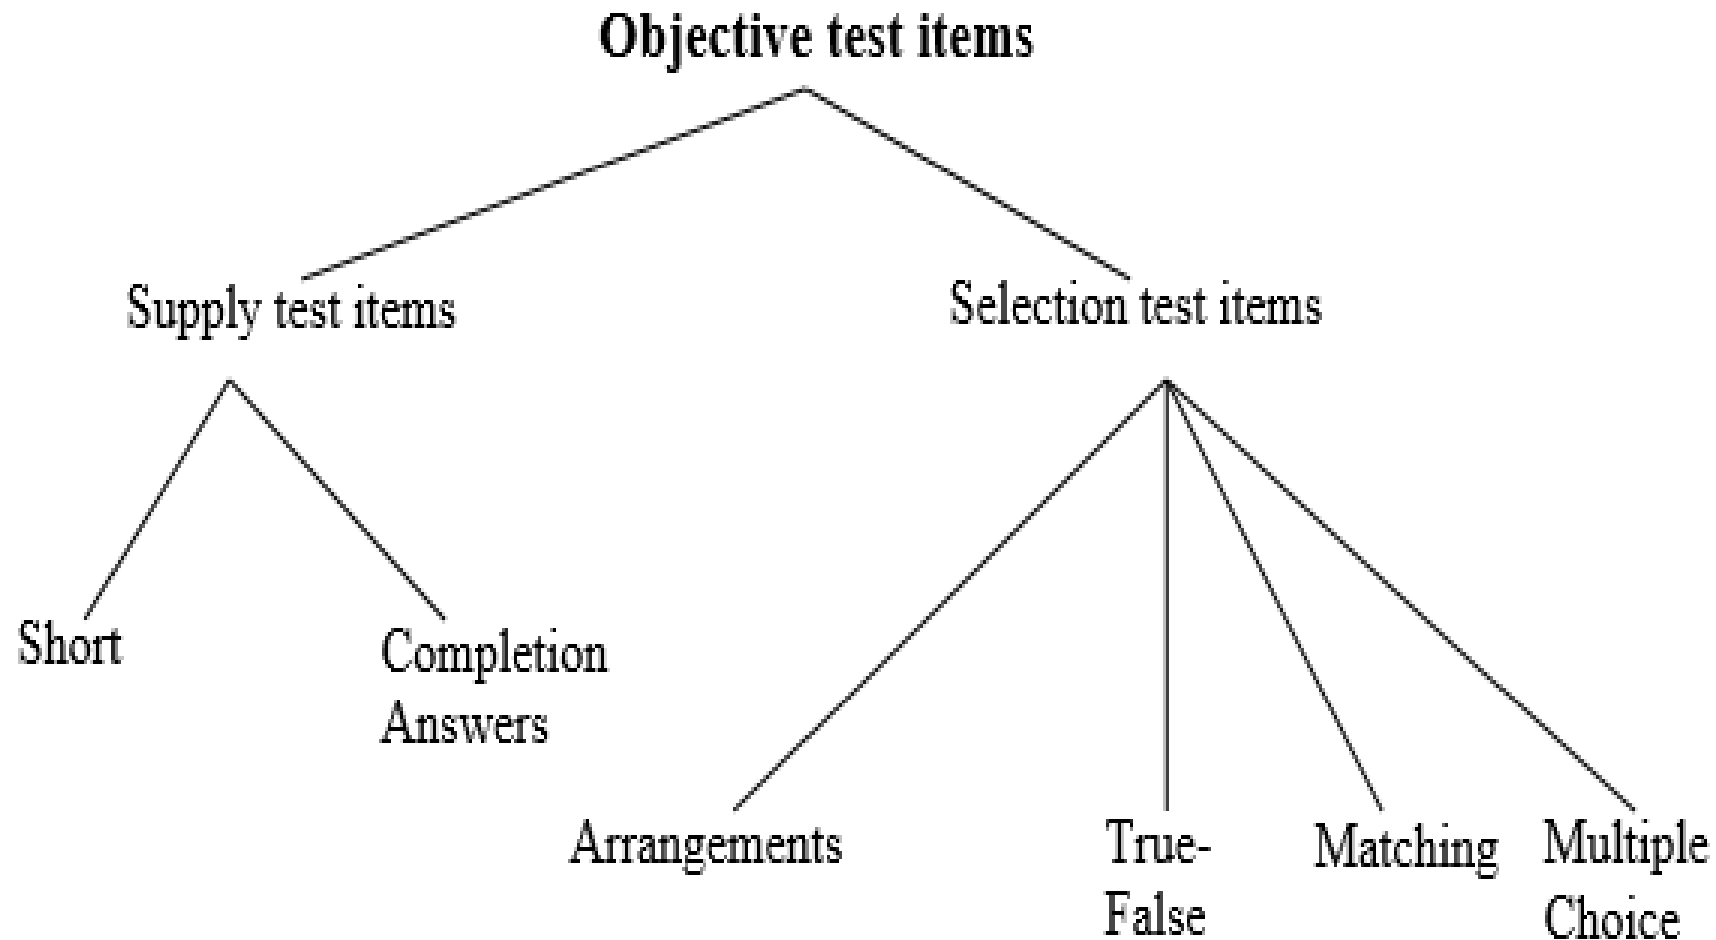 Objective test items
Supply test items
Selection test items
Short
Completion
Answers
Arrangements
True-
False
Matching
Multiple
Choice